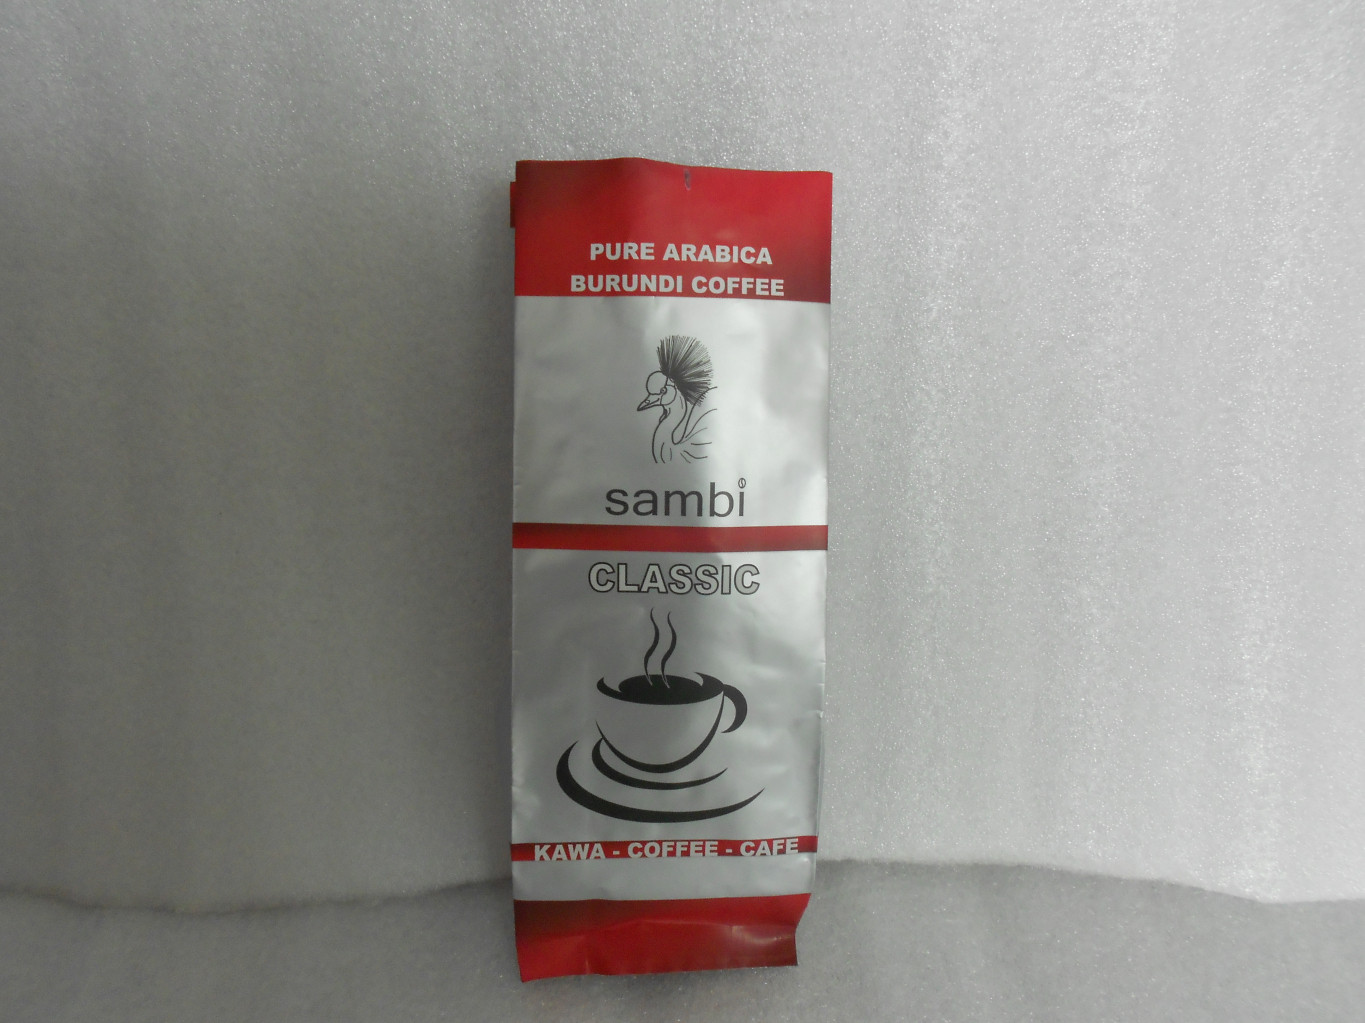 PURE ARABICA
BURUNDI COFFEE
sambi
CLASSIC
KAWA - COFFEE - CAFE